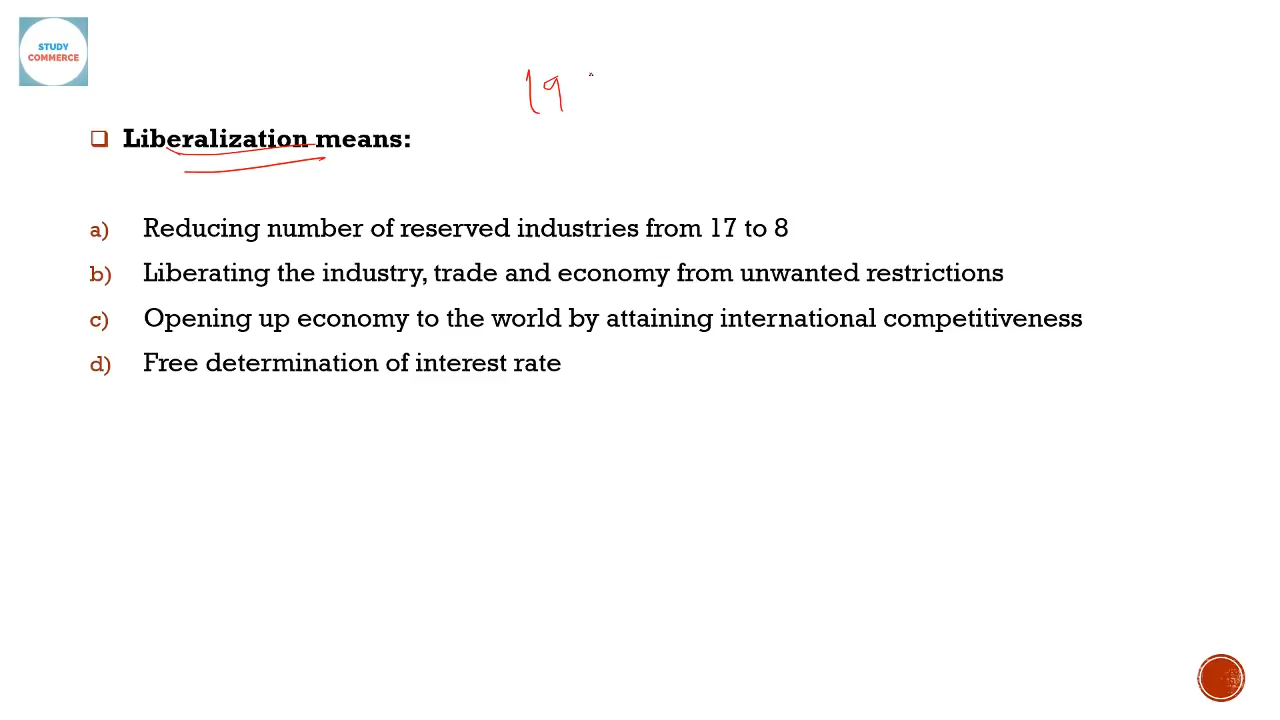 STUDY
COMMERCE
19
Liberalization means:
a) Reducing number of reserved industries from 17 to 8
b) Liberating the industry, trade and economy from unwanted restrictions
c) Opening up economy to the world by attaining international competitiveness
d) Free determination of interest rate